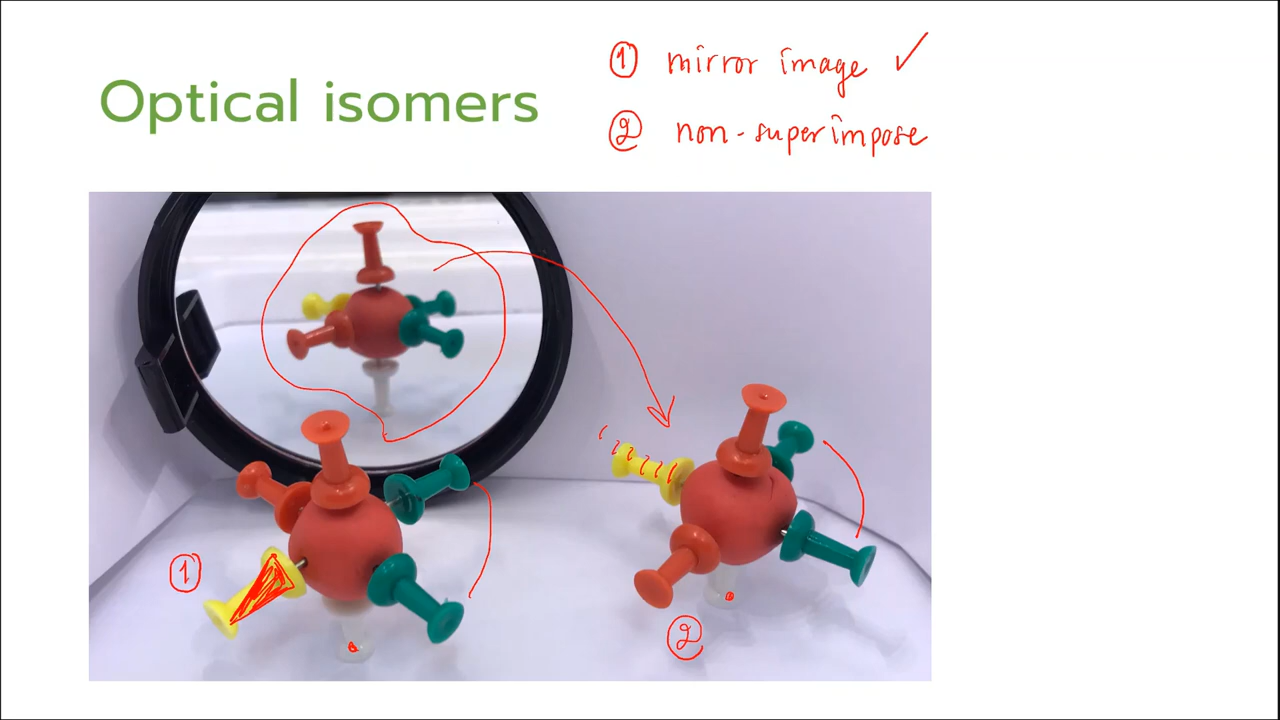 Optical isomers
① mirror image ✓
② non-superimpose
①
②